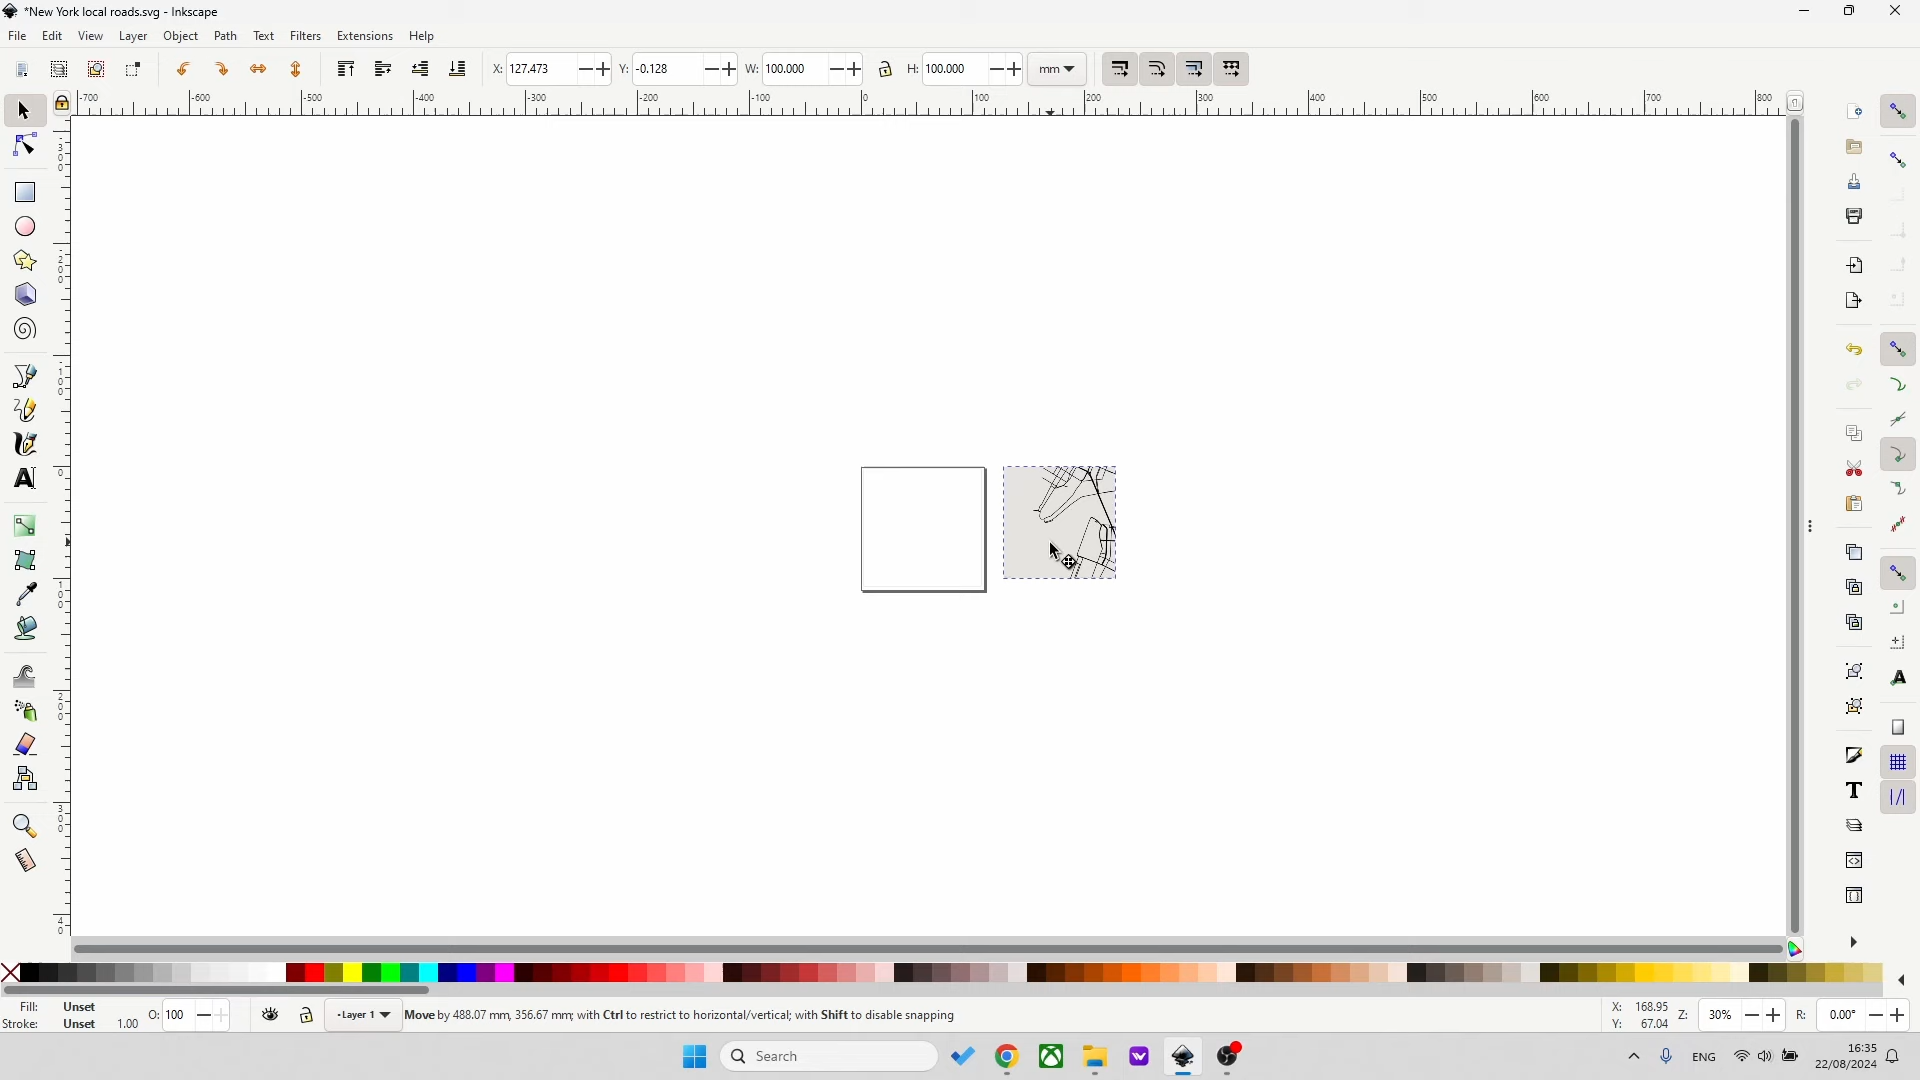 *New York local roads.svg - Inkscape
File Edit View Layer Object Path Text Filters Extensions Help
X: 127.473 Y: -0.128 W: 100.000 H: 100.000 mm
-700 -600 -500 -400 -300 -200 -100 0 100 200 300 400 500 600 700 800
Fill: Unset
Stroke: Unset 1.00
O: 100
•Layer 1
Move by 488.07 mm, 356.67 mm; with Ctrl to restrict to horizontal/vertical; with Shift to disable snapping
X: 168.95
Y: 67.04
Z: 30% R: 0.00°
Search
ENG
16:35
22/08/2024